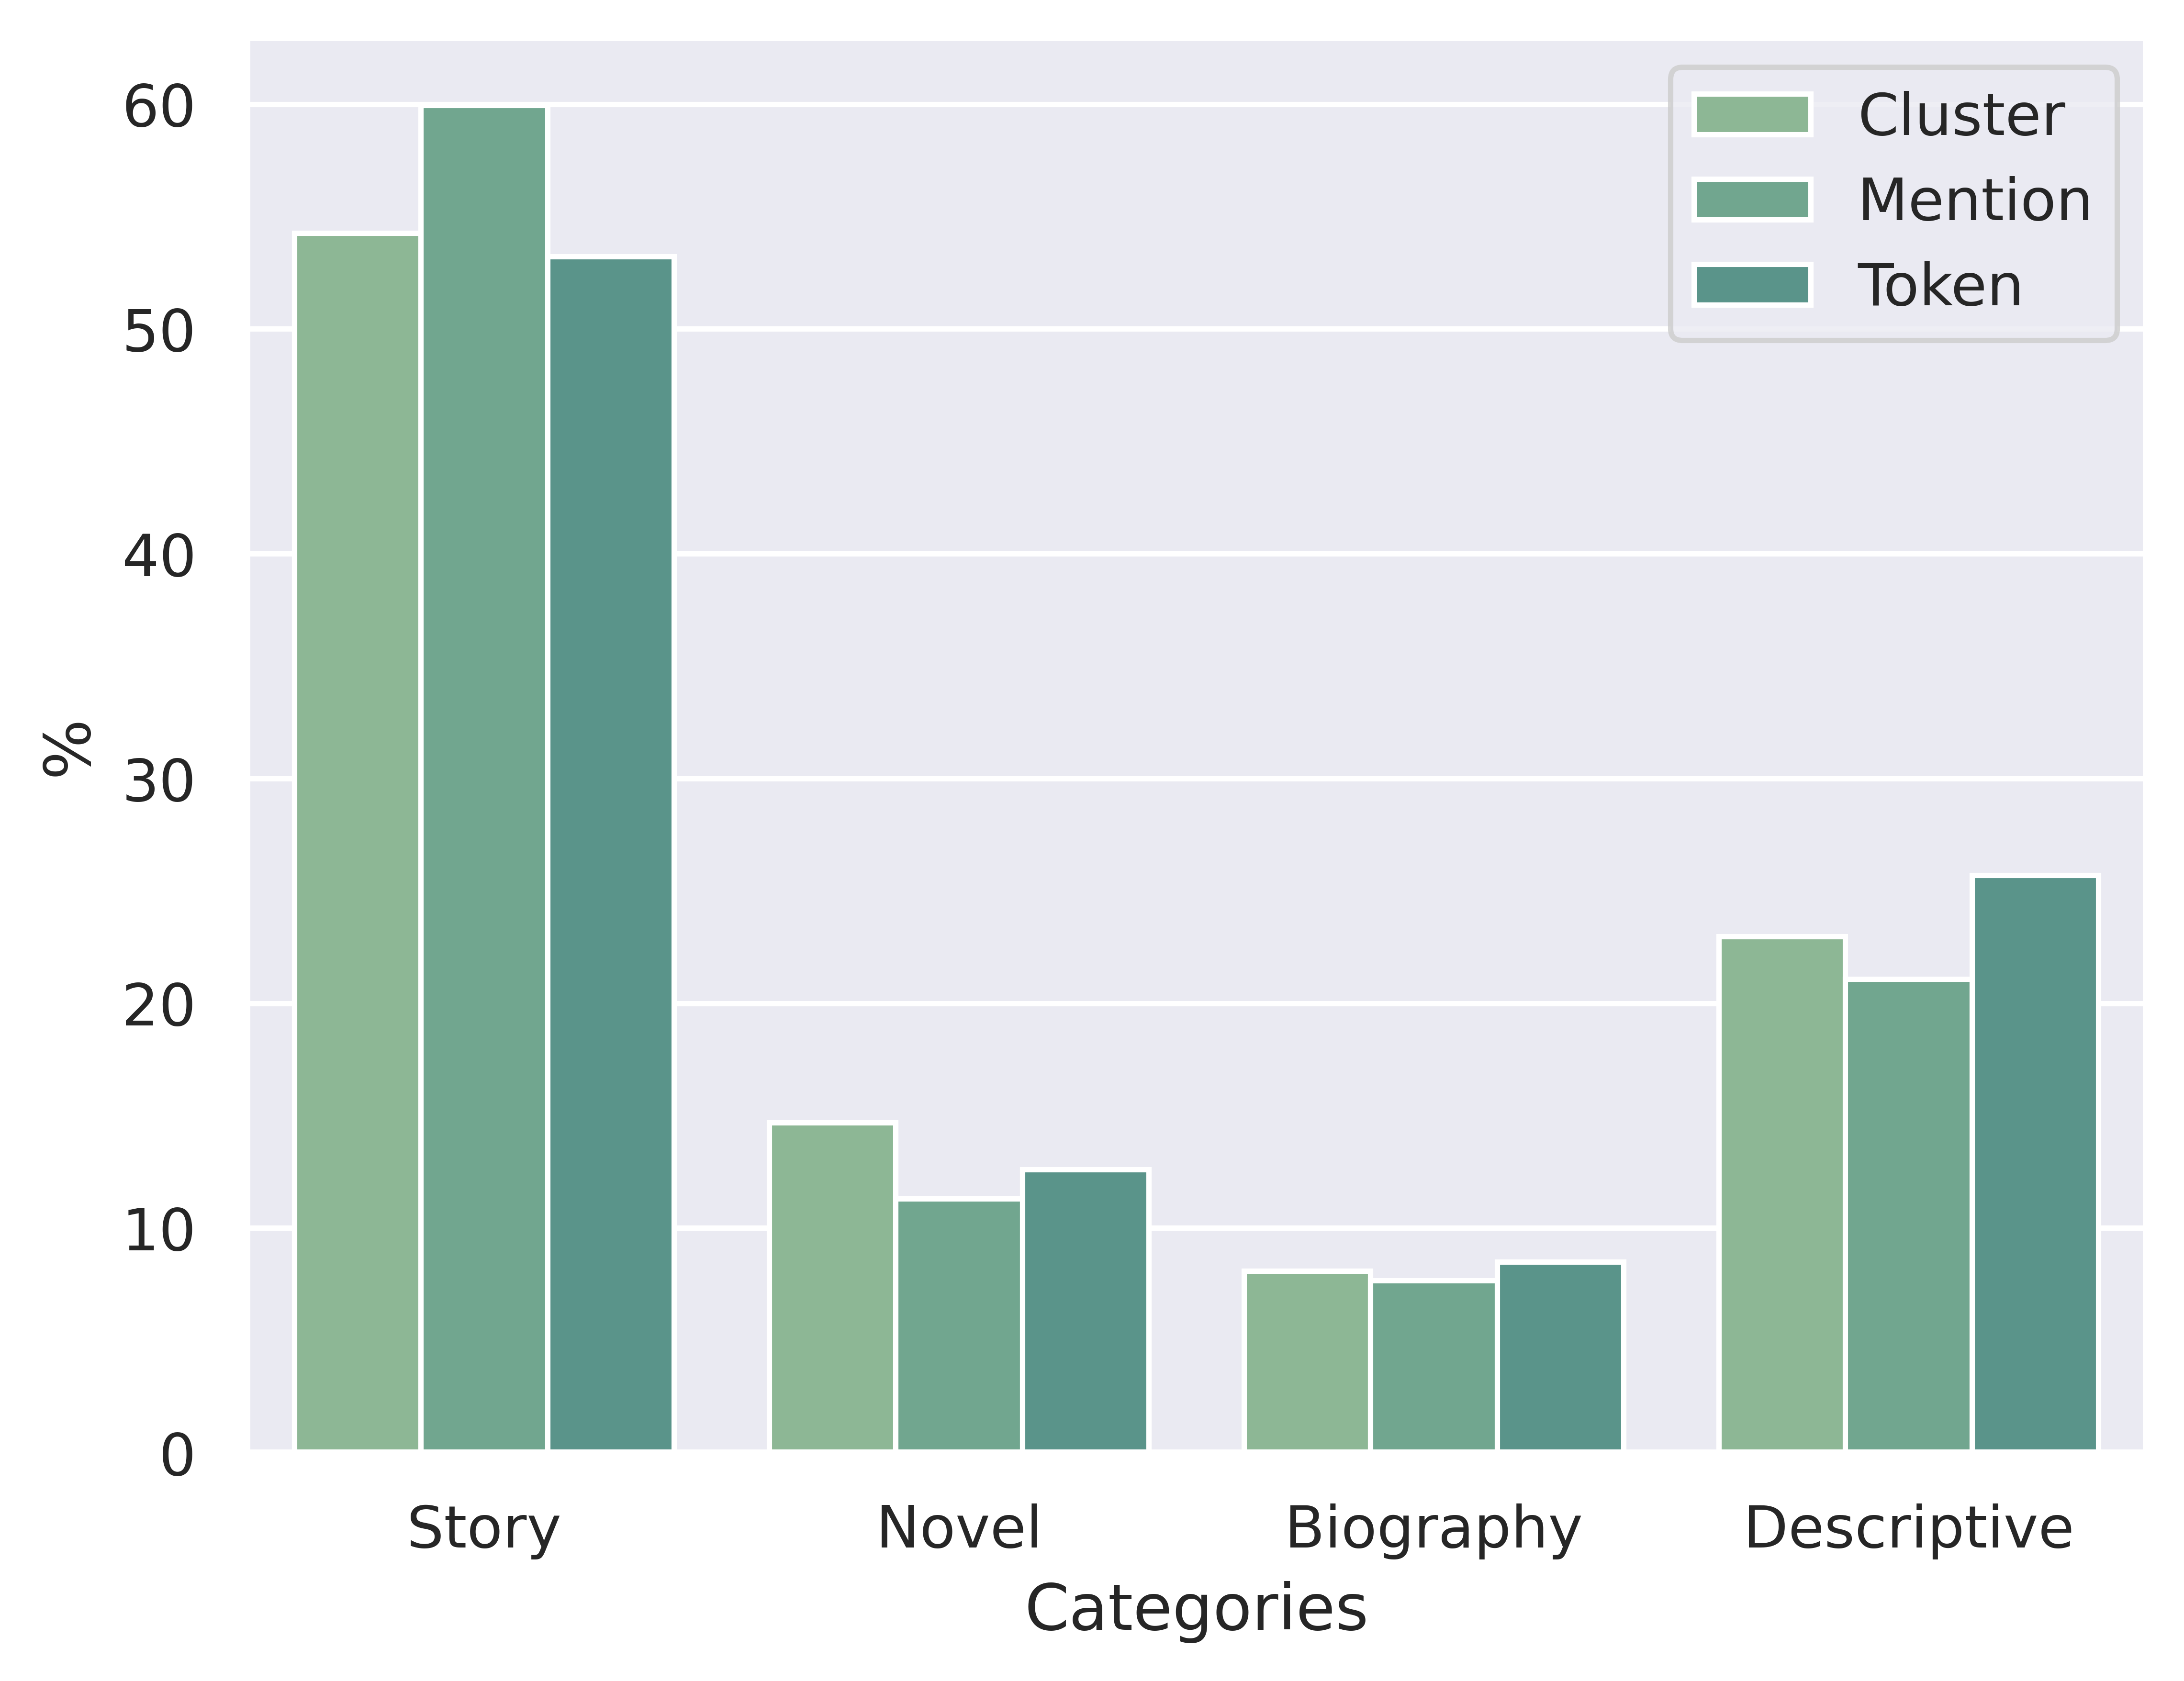 60
50
40
30
20
10
0
%
Cluster
Mention
Token
Story Novel Biography Descriptive
Categories